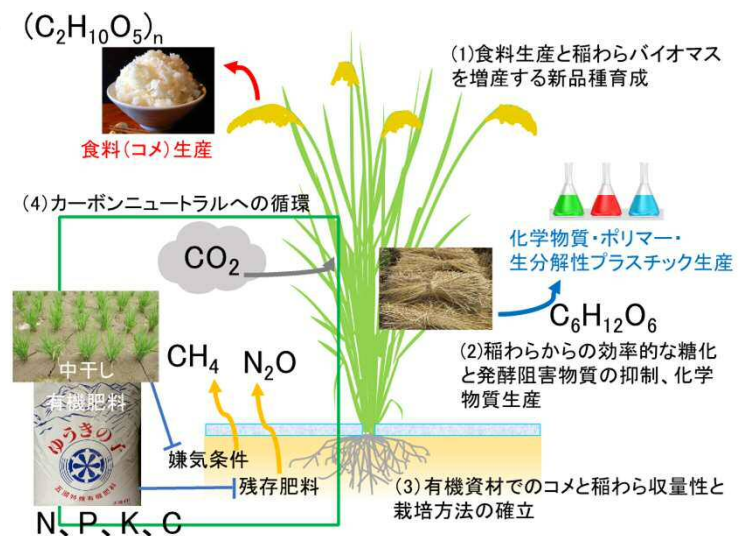 (C₂H₁₀O₅)ₙ
食料(コメ)生産
(1)食料生産と稲わらバイオマス
を増産する新品種育成
(4)カーボンニュートラルへの循環
CO₂
化学物質・ポリマー・
生分解性プラスチック生産
C₆H₁₂O₆
(2)稲わらからの効率的な糖化
と発酵阻害物質の抑制、化学
物質生産
CH₄
N₂O
中干し
有機肥料
ゆうきの
嫌気条件
残存肥料
(3)有機資材でのコメと稲わら収量性と
栽培方法の確立
N、P、K、C